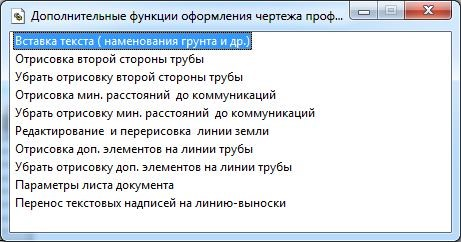 Дополнительные функции оформления чертежа проф...
Вставка текста ( наменования грунта и др.)
Отрисовка второй стороны трубы
Убрать отрисовку второй стороны трубы
Отрисовка мин. расстояний  до коммуникаций
Убрать отрисовку мин. расстояний  до коммуникаций
Редактирование  и перерисовка  линии земли
Отрисовка доп. элементов на линии трубы
Убрать отрисовку доп. элементов на линии трубы
Параметры листа документа
Перенос текстовых надписей на линию-выноски